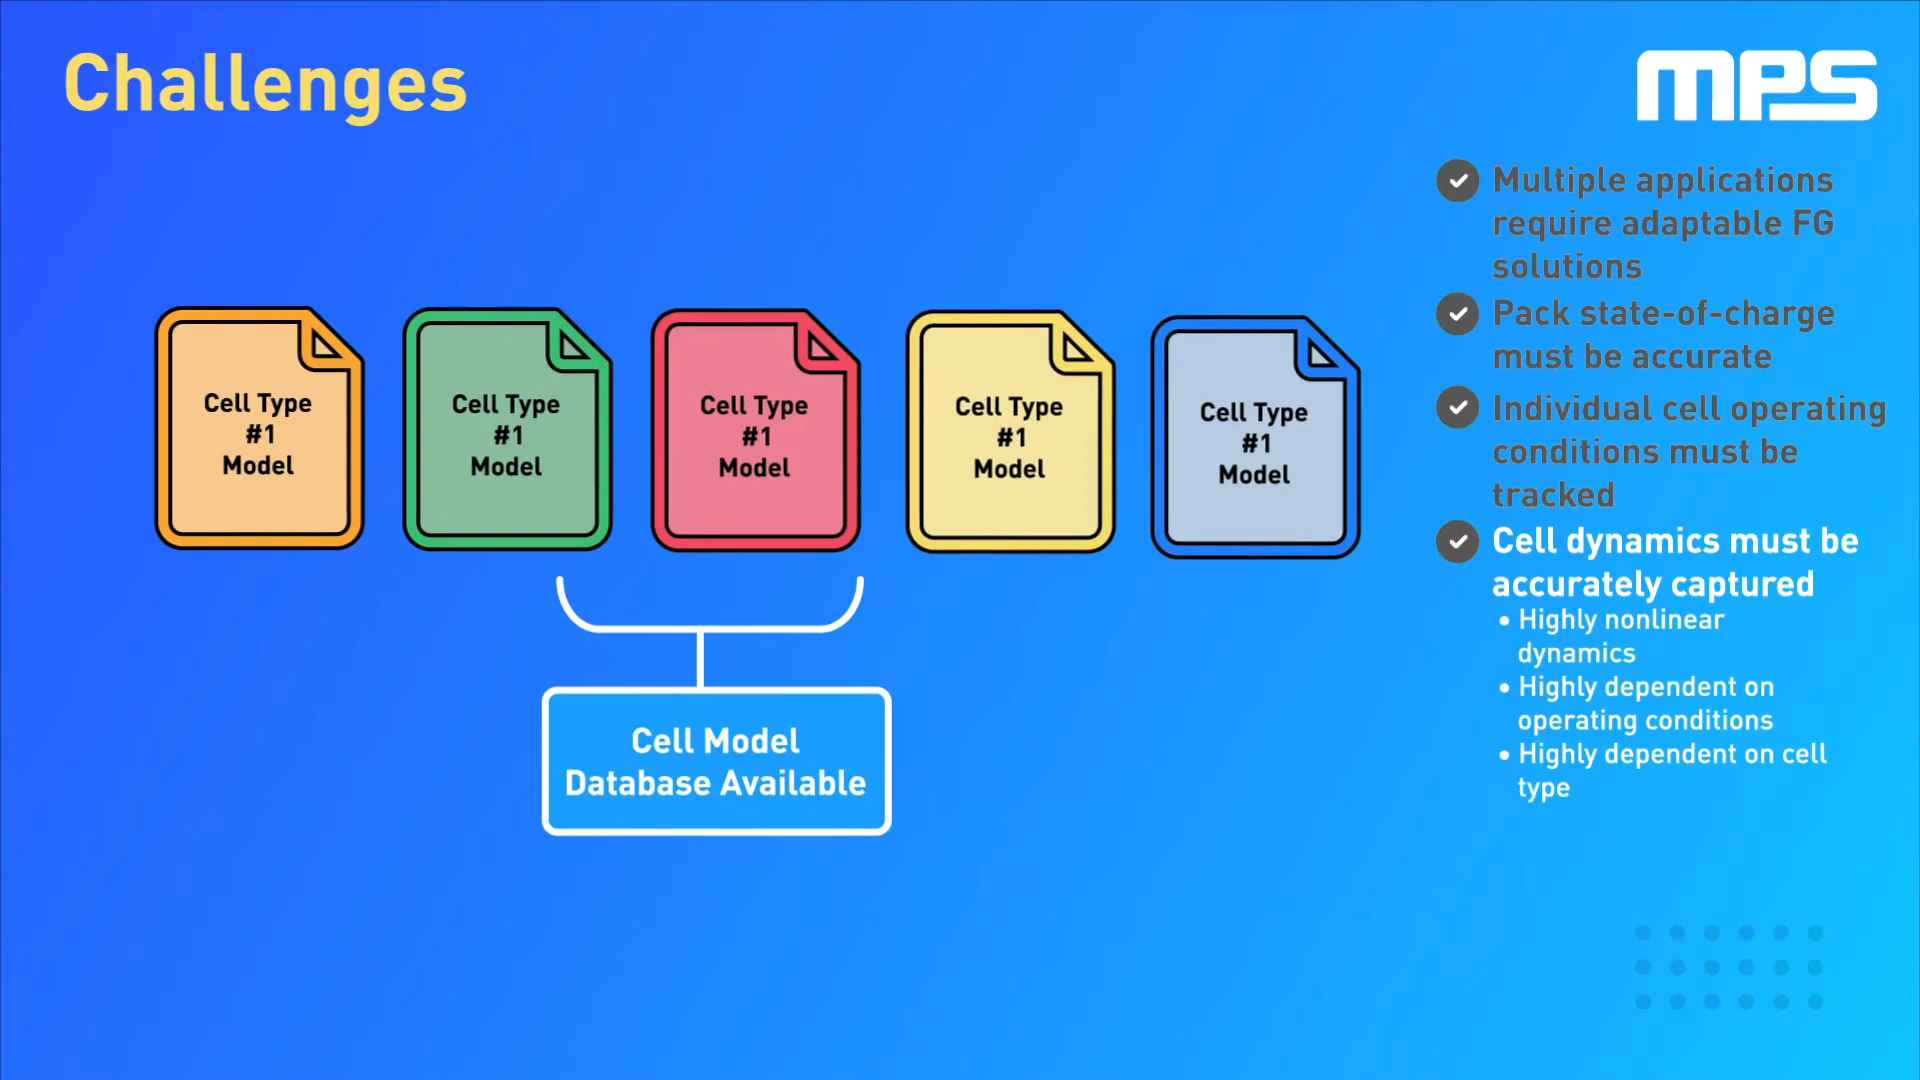 Challenges
MPS
Cell Type
#1
Model
Cell Type
#1
Model
Cell Type
#1
Model
Cell Type
#1
Model
Cell Type
#1
Model
Cell Model
Database Available
Multiple applications
require adaptable FG
solutions
Pack state-of-charge
must be accurate
Individual cell operating
conditions must be
tracked
Cell dynamics must be
accurately captured
• Highly nonlinear
dynamics
• Highly dependent on
operating conditions
• Highly dependent on cell
type